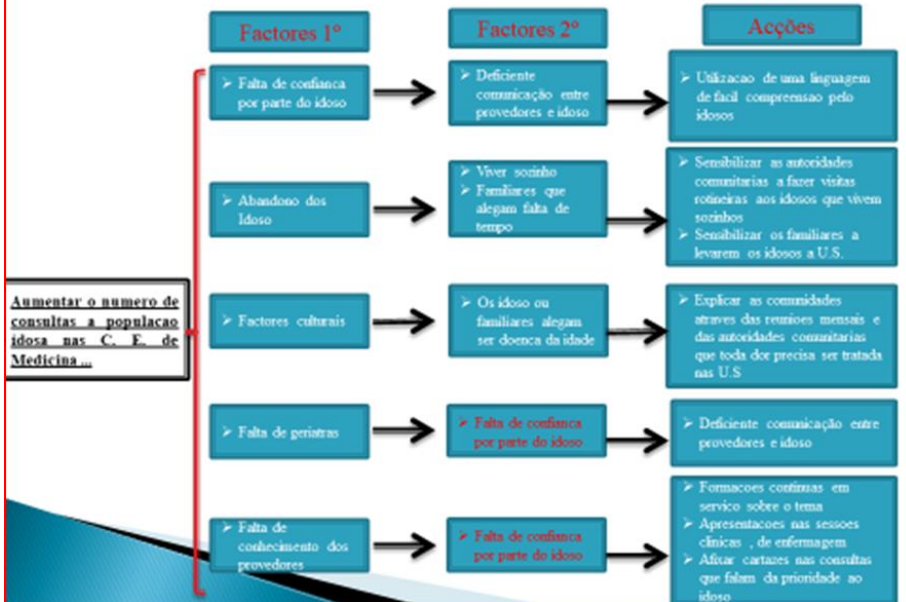 Factores 1º
Factores 2º
Acções
➢ Falta de confianca
por parte do idoso
➢ Deficiente
comunicação entre
provedores e idoso
➢ Utilizacao de uma linguagem
de facil compreensao pelo
idosos
➢ Abandono dos
Idoso
➢ Viver sozinho
➢ Familiares que
alegam falta de
tempo
➢ Sensibilizar as autoridades
comunitarias a fazer visitas
rotineiras aos idosos que vivem
sozinhos
➢ Sensibilizar os familiares a
levarem os idosos a U.S.
Aumentar o numero de
consultas a populacao
idosa nas C. E. de
Medicina ...
➢ Factores culturais
➢ Os idoso ou
familiares alegam
ser doenca da idade
➢ Explicar as comunidades
atraves das reunioes mensais e
das autoridades comunitarias
que toda dor precisa ser tratada
nas U.S
➢ Falta de geriatras
➢ Falta de confianca
por parte do idoso
➢ Deficiente comunicação entre
provedores e idoso
➢ Falta de
conhecimento dos
provedores
➢ Falta de confianca
por parte do idoso
➢ Formacoes continuas em
servico sobre o tema
➢ Apresentacoes nas sessoes
clinicas , de enfermagem
➢ Afixar cartazes nas consultas
que falam da prioridade ao
idoso